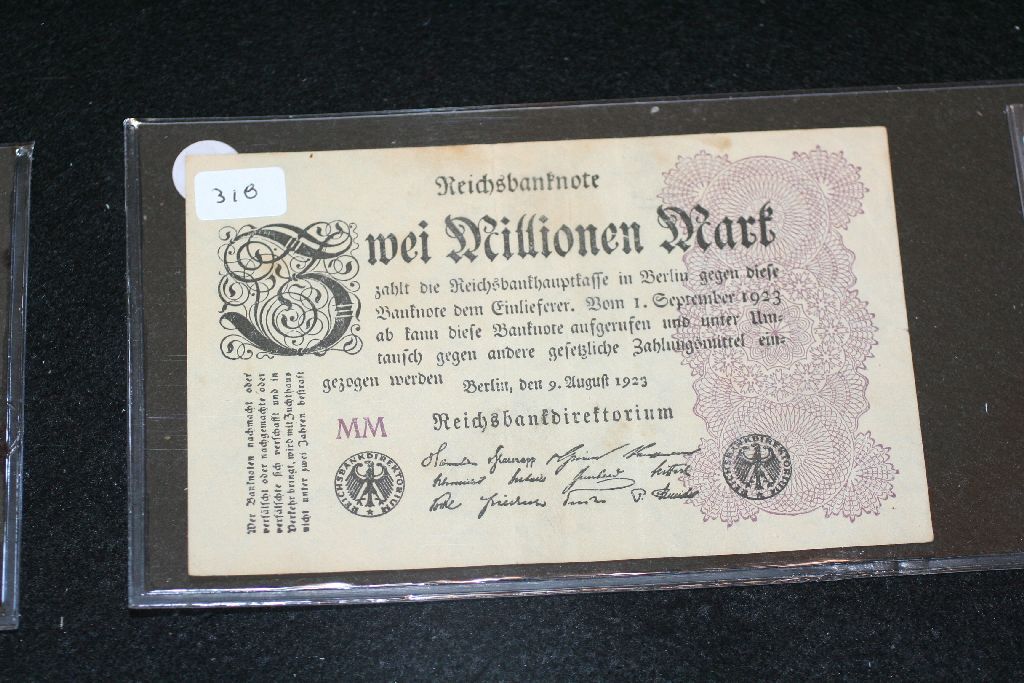 318
Reichsbanknote
Zwei Millionen Mark
zahlt die Reichsbankhauptkasse in Berlin gegen diese
Banknote dem Einlieferer. Vom 1. September 1923
ab kann diese Banknote aufgerufen und unter Um-
tausch gegen andere gesetzliche Zahlungsmittel ein-
gezogen werden
Berlin, den 9. August 1923
Reichsbankdirektorium
MM
REICHSBANKDIREKTORIUM
REICHSBANKDIREKTORIUM
Wer Banknoten nachmacht oder
verfälscht oder nachgemachte oder
verfälschte sich verschafft und in
Verkehr bringt, wird mit Zuchthaus
nicht unter zwei Jahren bestraft